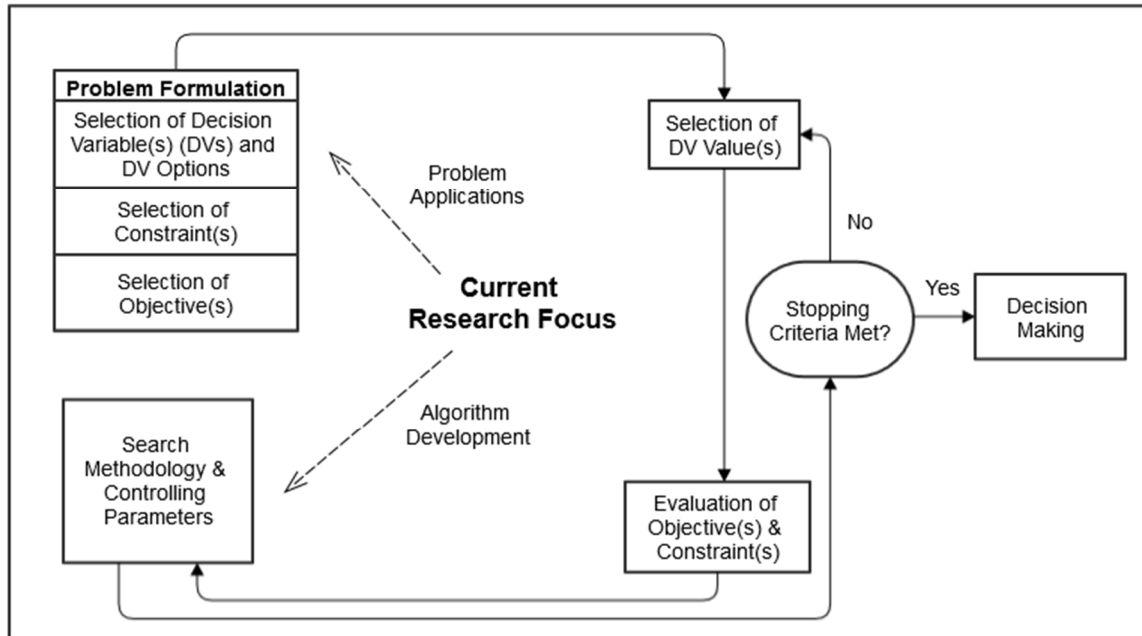 Problem Formulation
Selection of Decision
Variable(s) (DVs) and
DV Options
Selection of
Constraint(s)
Selection of
Objective(s)
Problem
Applications
Current
Research Focus
Algorithm
Development
Search
Methodology &
Controlling
Parameters
Selection of
DV Value(s)
No
Stopping
Criteria Met?
Yes
Decision
Making
Evaluation of
Objective(s) &
Constraint(s)